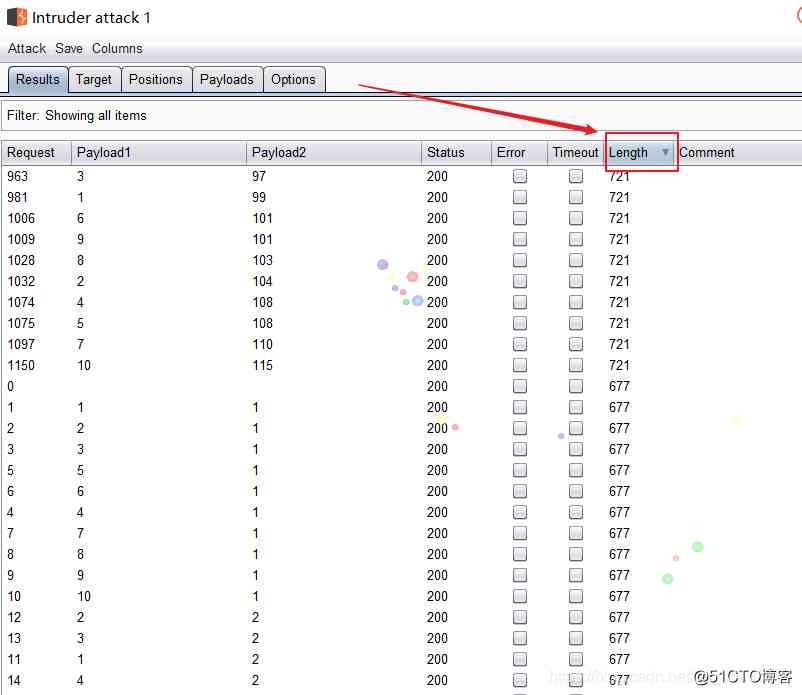 Intruder attack 1
Attack Save Columns
Results Target Positions Payloads Options
Filter: Showing all items
Request Payload1 Payload2 Status Error Timeout Length Comment
963 3 97 200 721
981 1 99 200 721
1006 6 101 200 721
1009 9 101 200 721
1028 8 103 200 721
1032 2 104 200 721
1074 4 108 200 721
1075 5 108 200 721
1097 7 110 200 721
1150 10 115 200 721
0 200 677
1 1 1 200 677
2 2 1 200 677
3 3 1 200 677
5 5 1 200 677
6 6 1 200 677
4 4 1 200 677
7 7 1 200 677
8 8 1 200 677
9 9 1 200 677
10 10 1 200 677
12 2 2 200 677
13 3 2 200 677
11 1 2 200 677
14 4 2 200 677
@51CTO博客